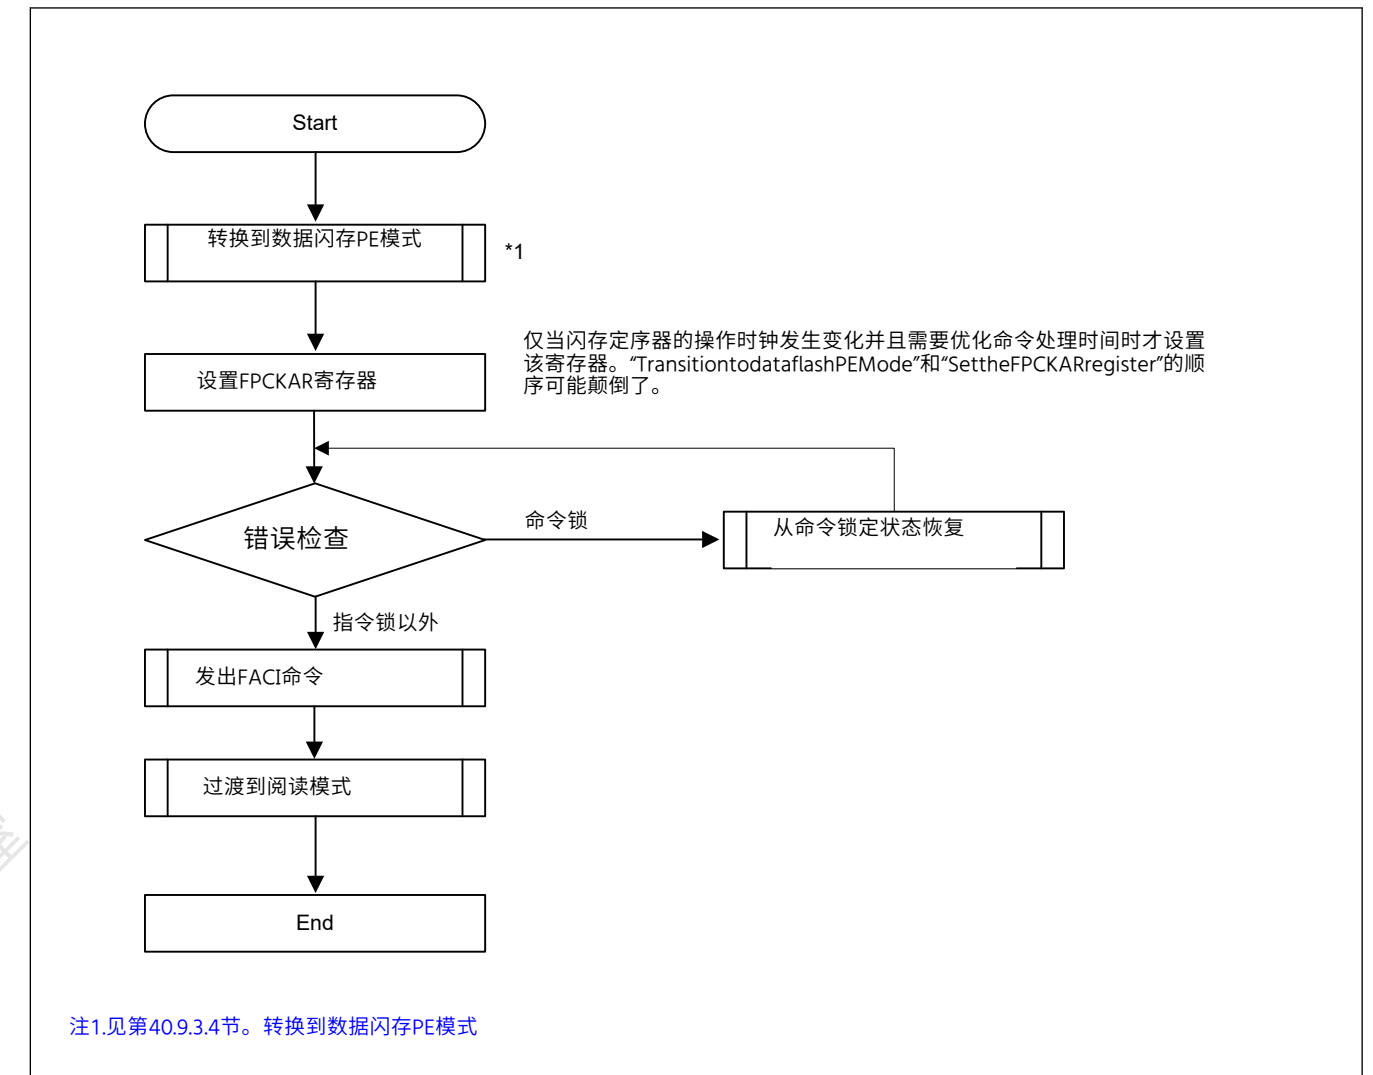 Start
转换到数据闪存PE模式
*1
仅当闪存定序器的操作时钟发生变化并且需要优化命令处理时间时才设置
该寄存器。“TransitiontodataflashPEMode”和“SettheFPCKARregister”的顺
序可能颠倒了。
设置FPCKAR寄存器
错误检查
命令锁
从命令锁定状态恢复
指令锁以外
发出FACI命令
过渡到阅读模式
End
注1.见第40.9.3.4节。转换到数据闪存PE模式